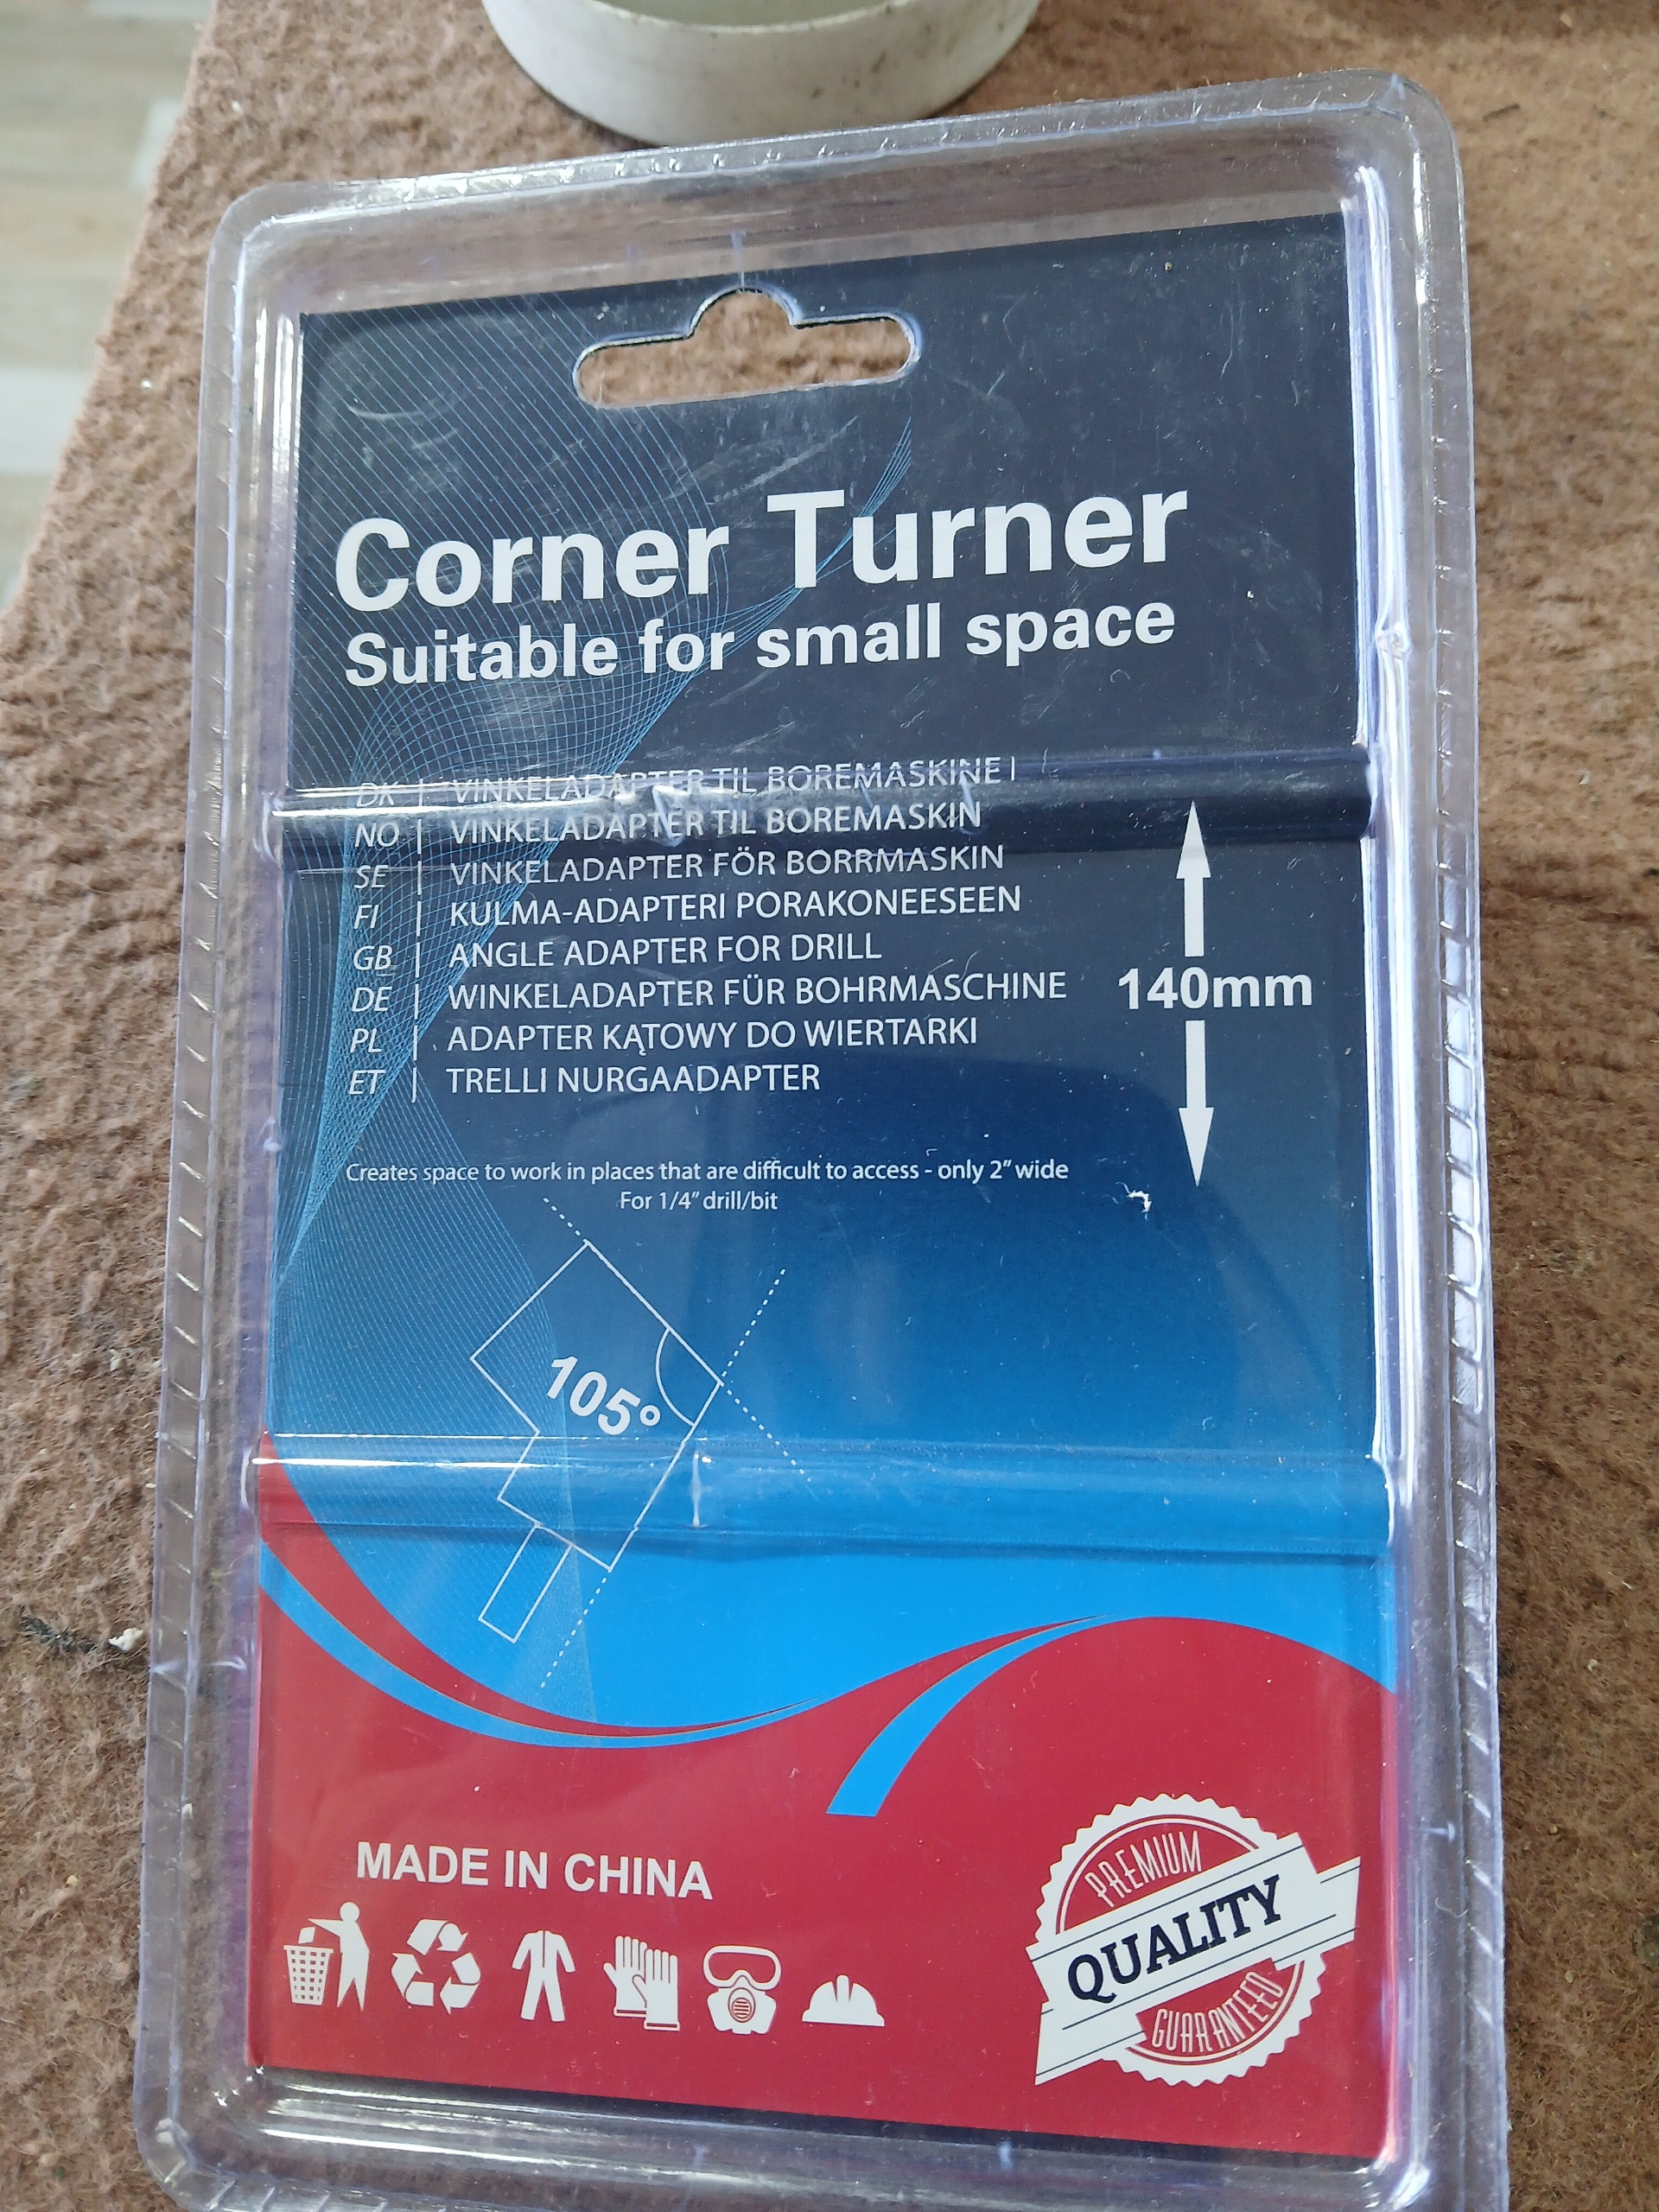 Corner Turner
Suitable for small space
DK | VINKELADAPTER TIL BOREMASKINE |
NO | VINKELADAPTER TIL BOREMASKIN
SE | VINKELADAPTER FÖR BORRMASKIN
FI | KULMA-ADAPTERI PORAKONEESEEN
GB | ANGLE ADAPTER FOR DRILL
DE | WINKELADAPTER FÜR BOHRMASCHINE
PL | ADAPTER KĄTOWY DO WIERTARKI
ET | TRELLI NURGAADAPTER
140mm
Creates space to work in places that are difficult to access - only 2" wide
For 1/4" drill/bit
105°
MADE IN CHINA
PREMIUM
QUALITY
GUARANTEED